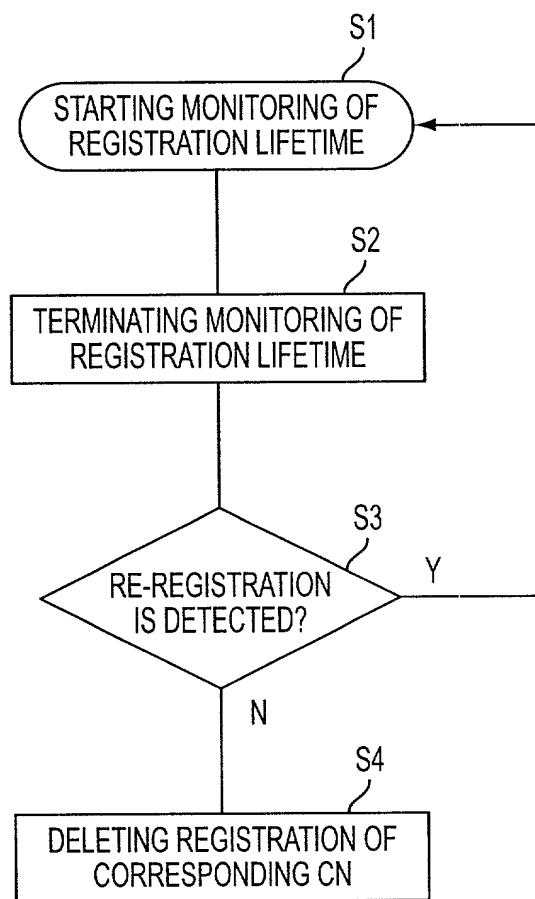 S1
STARTING MONITORING OF
REGISTRATION LIFETIME
S2
TERMINATING MONITORING OF
REGISTRATION LIFETIME
S3
RE-REGISTRATION
IS DETECTED?
Y
N
S4
DELETING REGISTRATION OF
CORRESPONDING CN